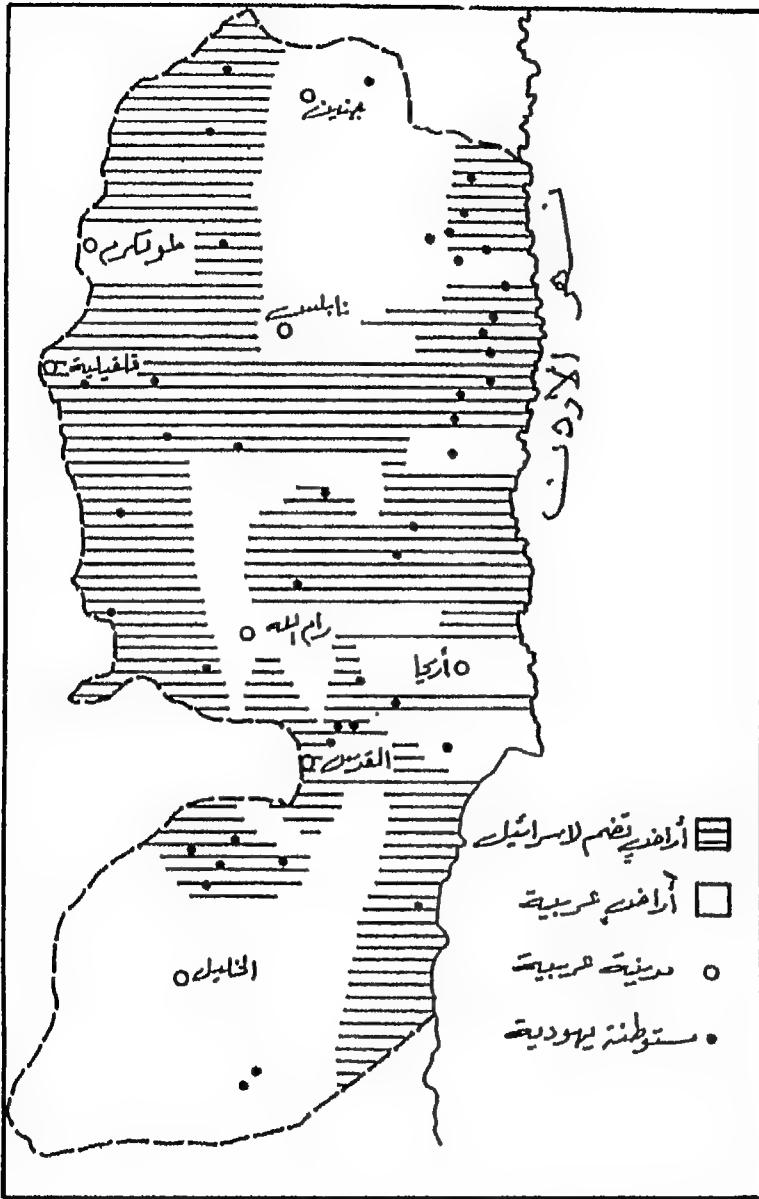 جنين
طولكرم
نابلس
قلقيلية
نهر الأردن
رام الله
أريحا
القدس
أراضي تضم لاسرائيل
أراضي عربية
مدينة عربية
مستوطنة يهودية
الخليل